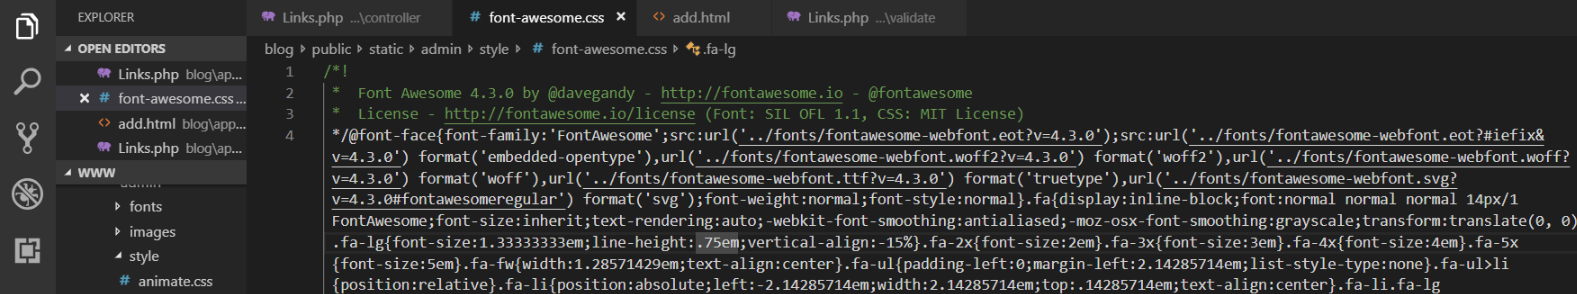 EXPLORER
OPEN EDITORS
Links.php blog\ap...
font-awesome.css ...
add.html blog\app...
Links.php blog\ap...
WWW
admin
fonts
images
style
# animate.css
Links.php ...\controller
# font-awesome.css ×
<> add.html
Links.php ...\validate
blog › public › static › admin › style › # font-awesome.css › .fa-lg
1 /*!
2 * Font Awesome 4.3.0 by @davegandy - http://fontawesome.io - @fontawesome
3 * License - http://fontawesome.io/license (Font: SIL OFL 1.1, CSS: MIT License)
4 */@font-face{font-family:'FontAwesome';src:url('../fonts/fontawesome-webfont.eot?v=4.3.0');src:url('../fonts/fontawesome-webfont.eot?#iefix&
v=4.3.0') format('embedded-opentype'),url('../fonts/fontawesome-webfont.woff2?v=4.3.0') format('woff2'),url('../fonts/fontawesome-webfont.woff?
v=4.3.0') format('woff'),url('../fonts/fontawesome-webfont.ttf?v=4.3.0') format('truetype'),url('../fonts/fontawesome-webfont.svg?
v=4.3.0#fontawesomeregular') format('svg');font-weight:normal;font-style:normal}.fa{display:inline-block;font:normal normal normal 14px/1
FontAwesome;font-size:inherit;text-rendering:auto;-webkit-font-smoothing:antialiased;-moz-osx-font-smoothing:grayscale;transform:translate(0, 0)
.fa-lg{font-size:1.33333333em;line-height:.75em;vertical-align:-15%}.fa-2x{font-size:2em}.fa-3x{font-size:3em}.fa-4x{font-size:4em}.fa-5x
{font-size:5em}.fa-fw{width:1.28571429em;text-align:center}.fa-ul{padding-left:0;margin-left:2.14285714em;list-style-type:none}.fa-ul>li
{position:relative}.fa-li{position:absolute;left:-2.14285714em;width:2.14285714em;top:.14285714em;text-align:center}.fa-li.fa-lg